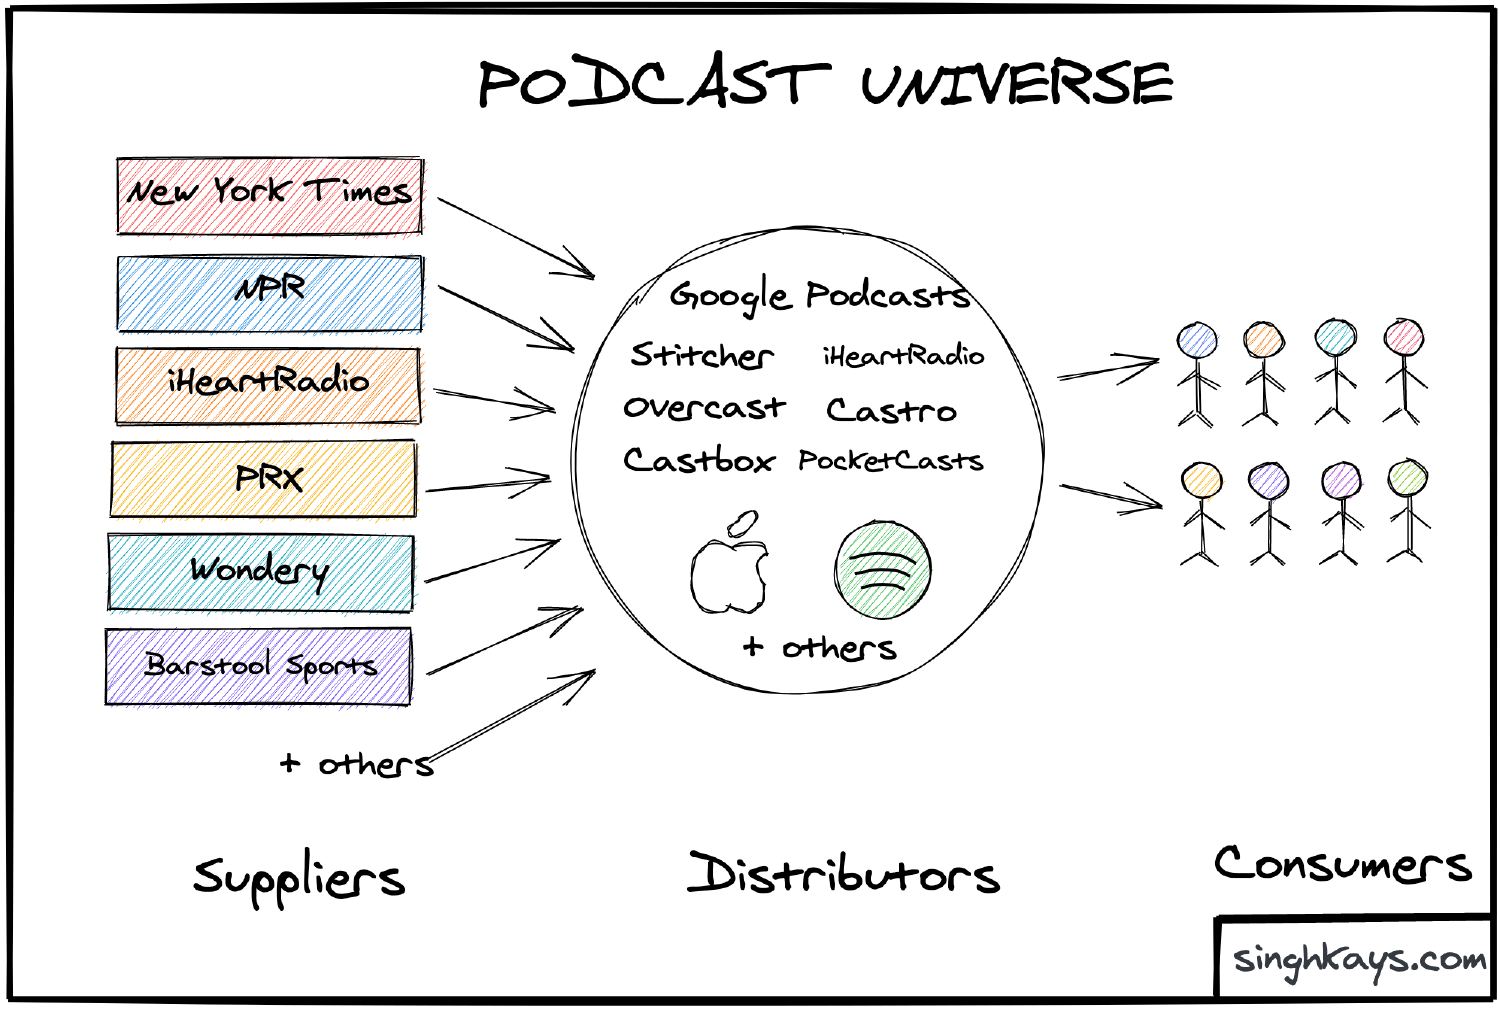 PODCAST UNIVERSE
New York Times
NPR
iHeartRadio
PRX
Wondery
Barstool Sports
+ others
Google Podcasts
Stitcher iHeartRadio
Overcast Castro
Castbox PocketCasts
+ others
Suppliers
Distributors
Consumers
singhkays.com